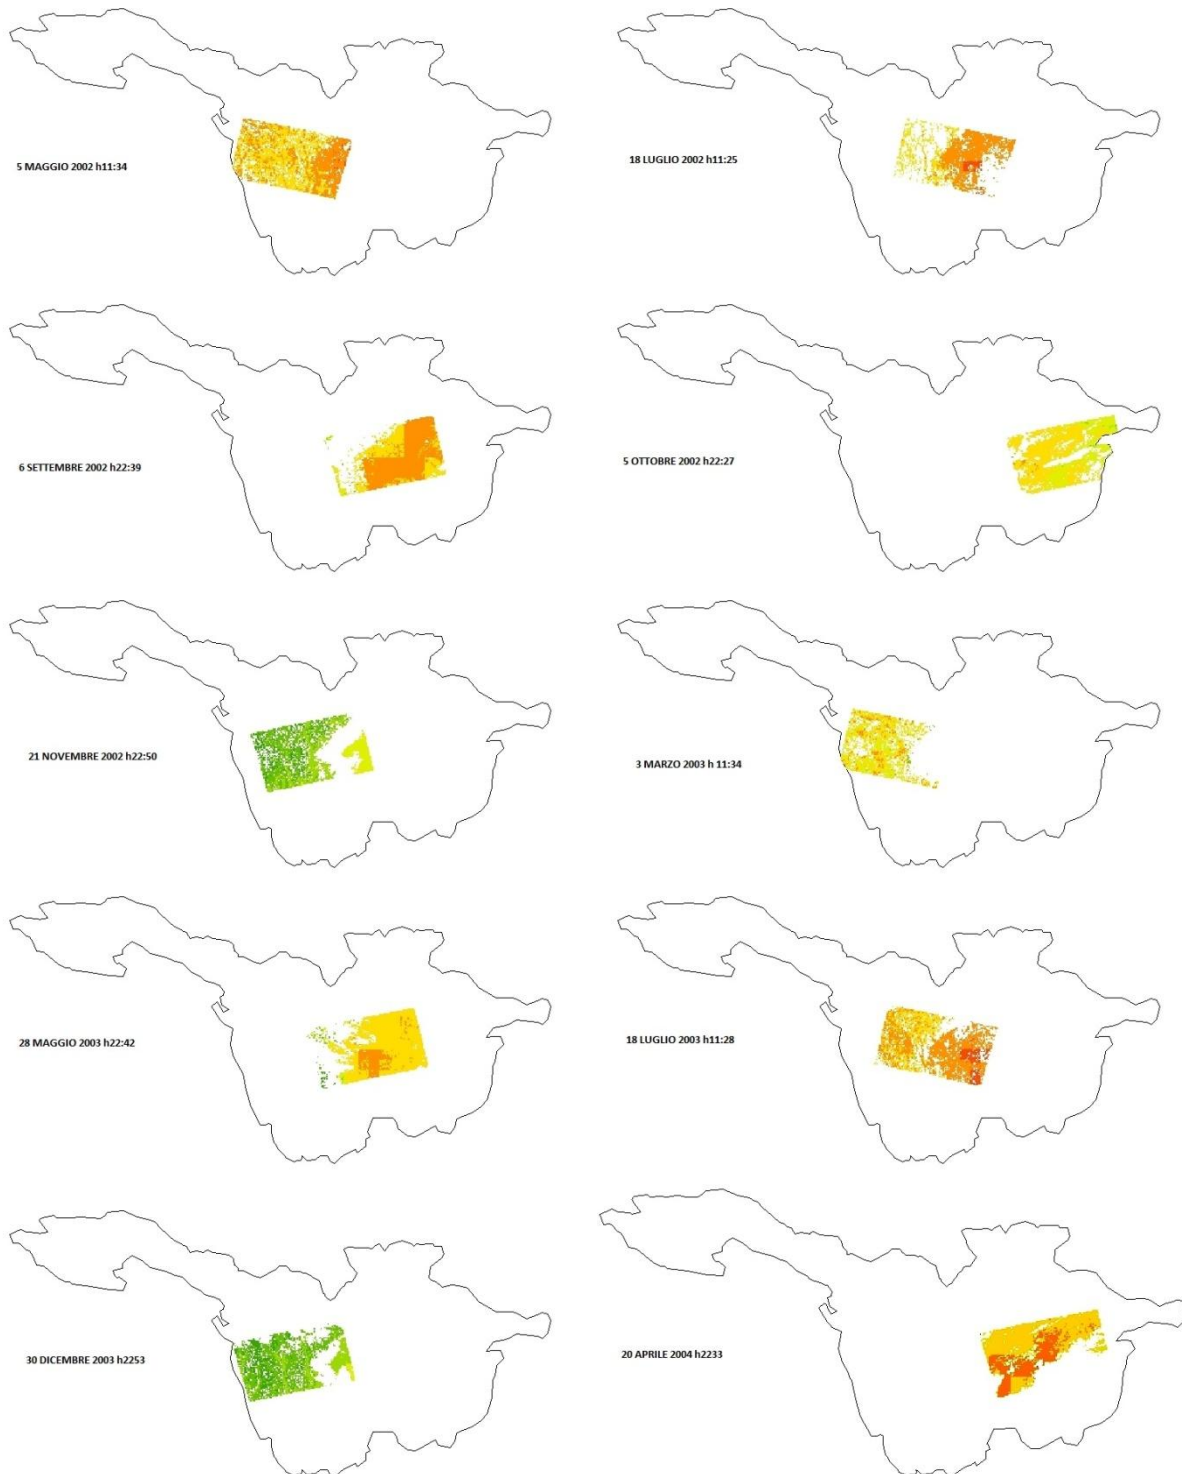 5 MAGGIO 2002 h11:34
18 LUGLIO 2002 h11:25
6 SETTEMBRE 2002 h22:39
5 OTTOBRE 2002 h22:27
21 NOVEMBRE 2002 h22:50
3 MARZO 2003 h 11:34
28 MAGGIO 2003 h22:42
18 LUGLIO 2003 h11:28
30 DICEMBRE 2003 h2253
20 APRILE 2004 h2233